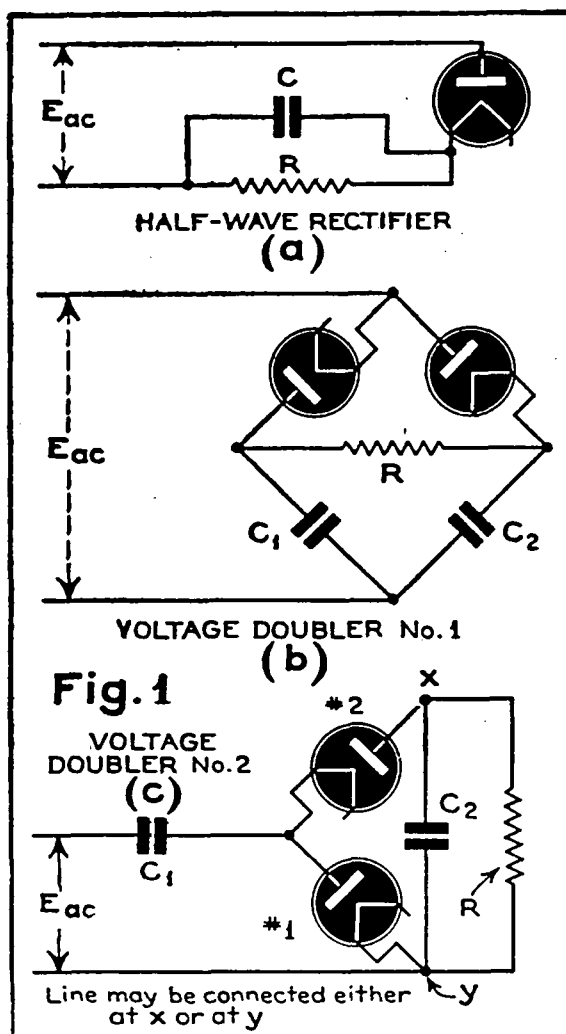 C
Eac
R
HALF-WAVE RECTIFIER
(a)
Eac
R
C1
C2
VOLTAGE DOUBLER No.1
(b)
Fig.1
x
#2
VOLTAGE
DOUBLER No.2
(c)
C2
C1
R
Eac
#1
y
Line may be connected either
at x or at y